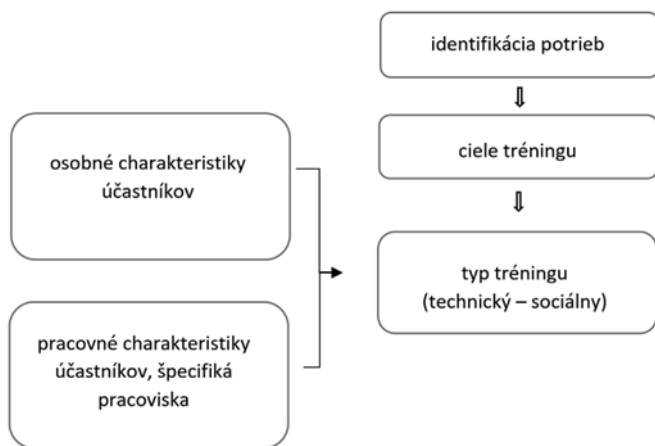 identifikácia potrieb
ciele tréningu
osobné charakteristiky
účastníkov
typ tréningu
(technický – sociálny)
pracovné charakteristiky
účastníkov, špecifiká
pracoviska